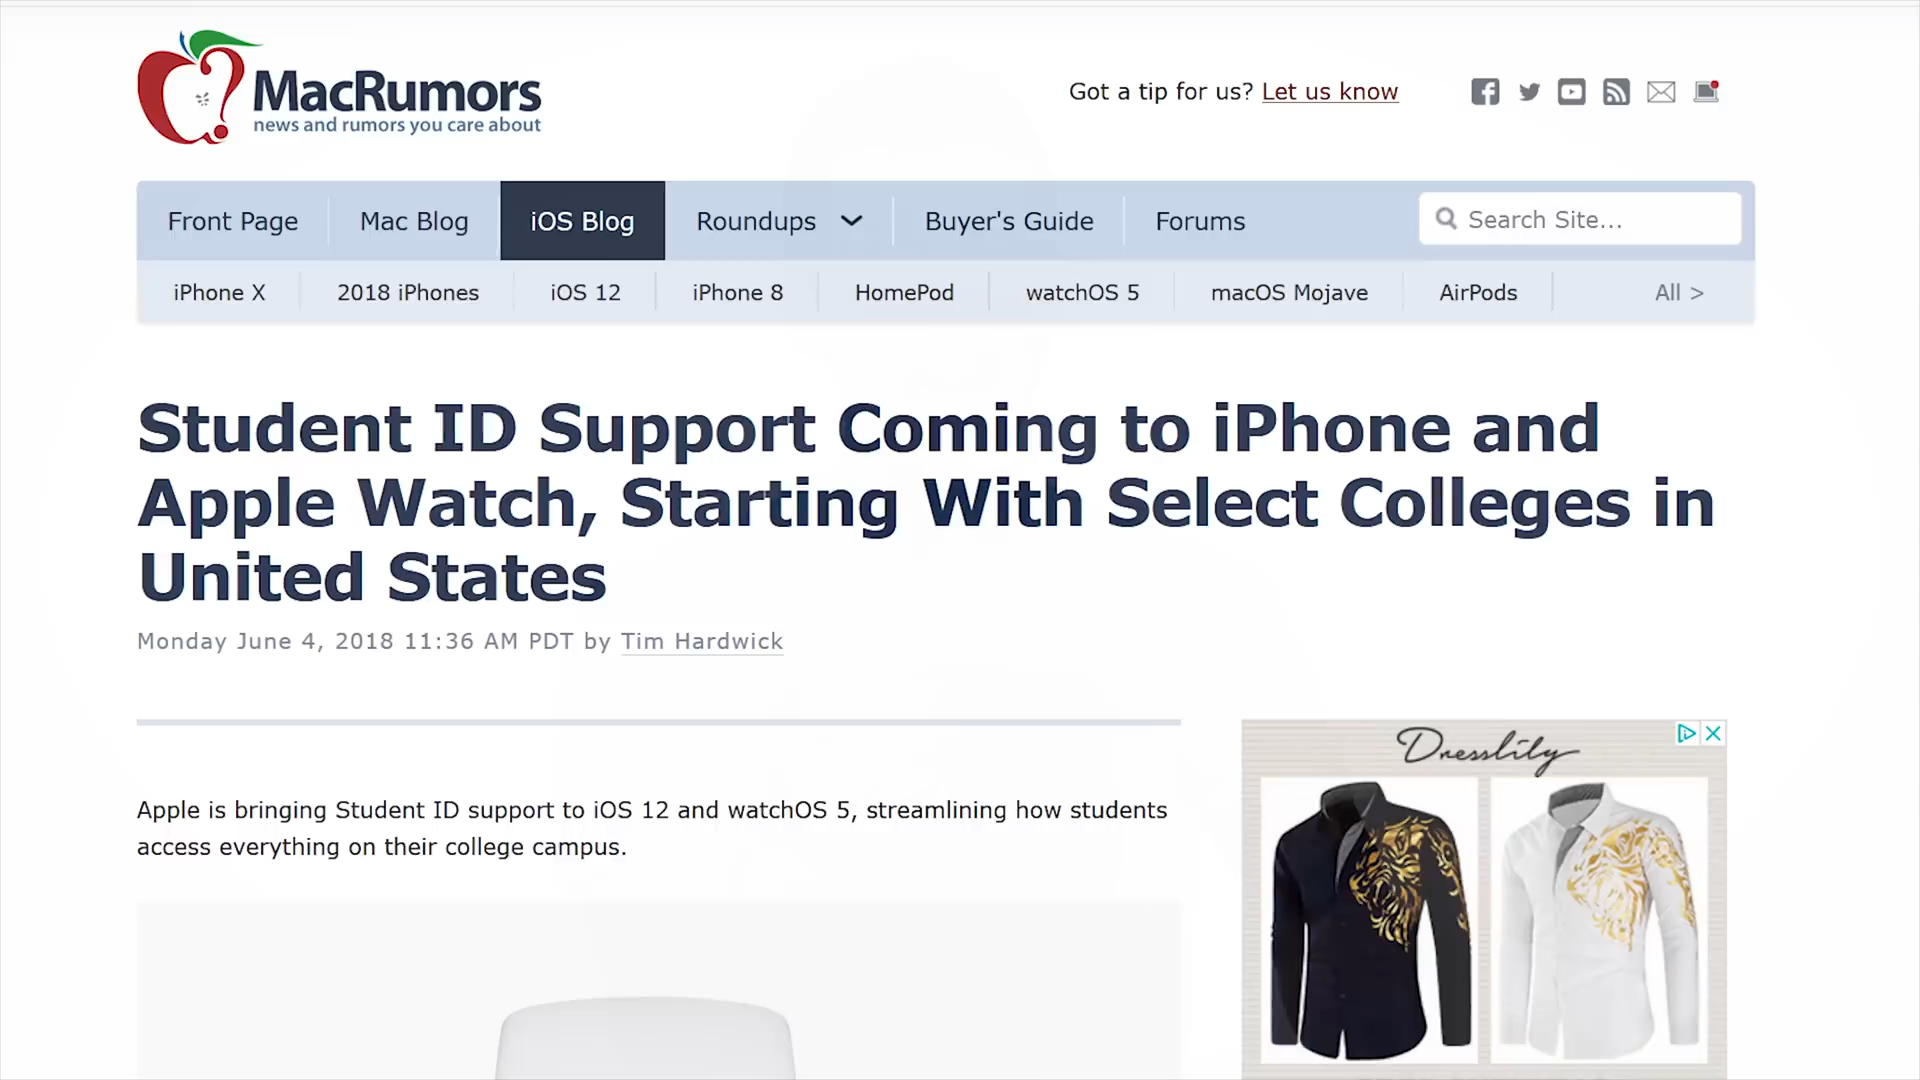 MacRumors
news and rumors you care about
Got a tip for us? Let us know
Front Page Mac Blog iOS Blog Roundups Buyer's Guide Forums Search Site...
iPhone X 2018 iPhones iOS 12 iPhone 8 HomePod watchOS 5 macOS Mojave AirPods All >
Student ID Support Coming to iPhone and
Apple Watch, Starting With Select Colleges in
United States
Monday June 4, 2018 11:36 AM PDT by Tim Hardwick
Apple is bringing Student ID support to iOS 12 and watchOS 5, streamlining how students
access everything on their college campus.
Dresslily